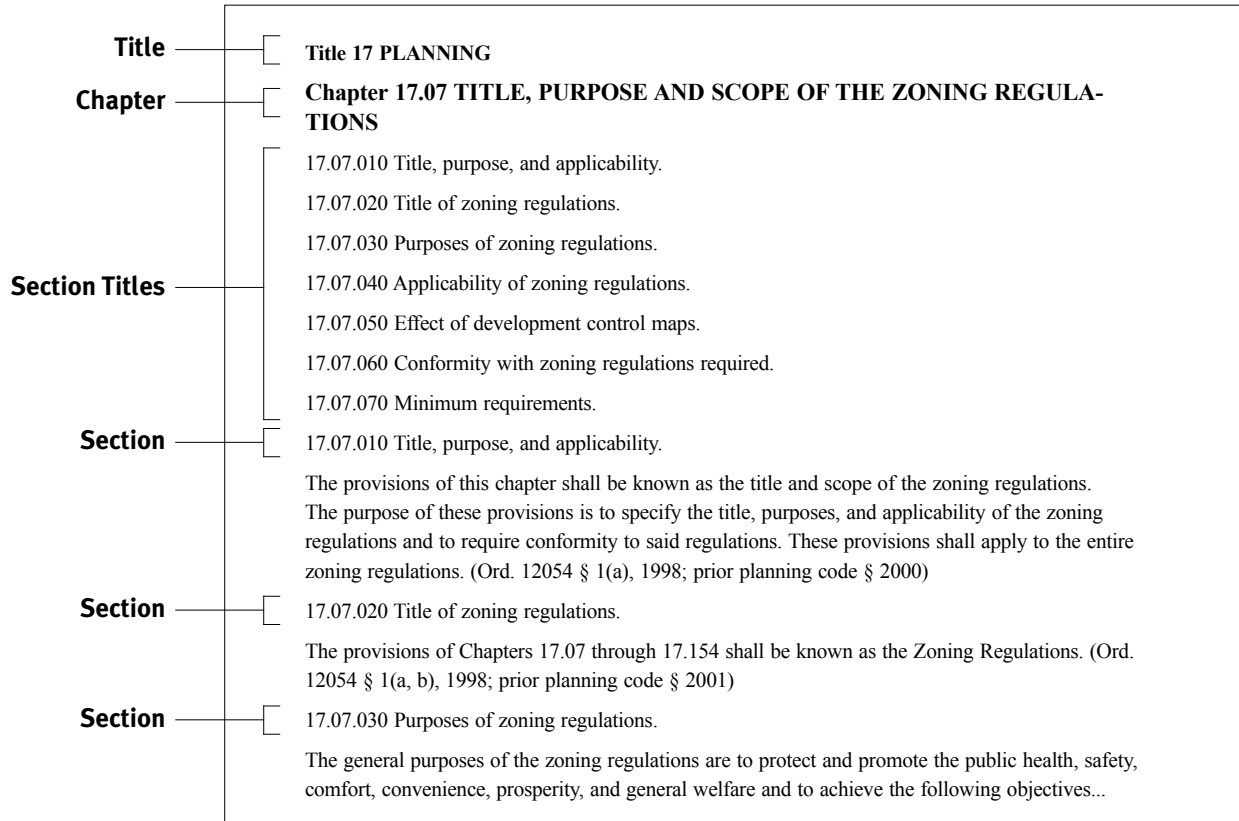 Title
Title 17 PLANNING
Chapter
Chapter 17.07 TITLE, PURPOSE AND SCOPE OF THE ZONING REGULA-
TIONS
17.07.010 Title, purpose, and applicability.
17.07.020 Title of zoning regulations.
17.07.030 Purposes of zoning regulations.
Section Titles
17.07.040 Applicability of zoning regulations.
17.07.050 Effect of development control maps.
17.07.060 Conformity with zoning regulations required.
17.07.070 Minimum requirements.
Section
17.07.010 Title, purpose, and applicability.
The provisions of this chapter shall be known as the title and scope of the zoning regulations.
The purpose of these provisions is to specify the title, purposes, and applicability of the zoning
regulations and to require conformity to said regulations. These provisions shall apply to the entire
zoning regulations. (Ord. 12054 § 1(a), 1998; prior planning code § 2000)
Section
17.07.020 Title of zoning regulations.
The provisions of Chapters 17.07 through 17.154 shall be known as the Zoning Regulations. (Ord.
12054 § 1(a, b), 1998; prior planning code § 2001)
Section
17.07.030 Purposes of zoning regulations.
The general purposes of the zoning regulations are to protect and promote the public health, safety,
comfort, convenience, prosperity, and general welfare and to achieve the following objectives...